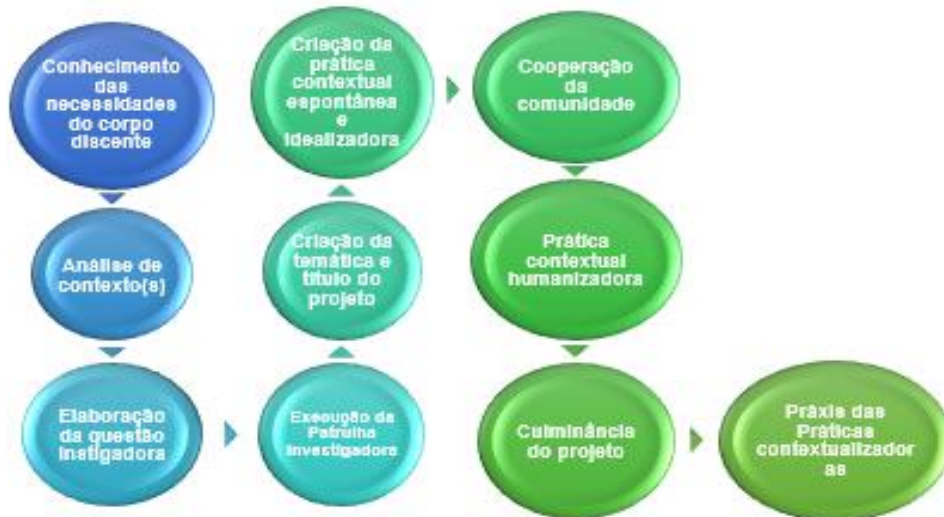 Conhecimento
das
necessidades
do corpo
discente
Análise de
contexto(s)
Elaboração
da questão
instigadora
Execução da
Patrulha
investigadora
Criação da
temática e
título do
projeto
Criação da
prática
contextual
espontânea
e
idealizadora
Cooperação
da
comunidade
Prática
contextual
humanizadora
Culminância
do projeto
Práxis das
Práticas
contextualizador
as